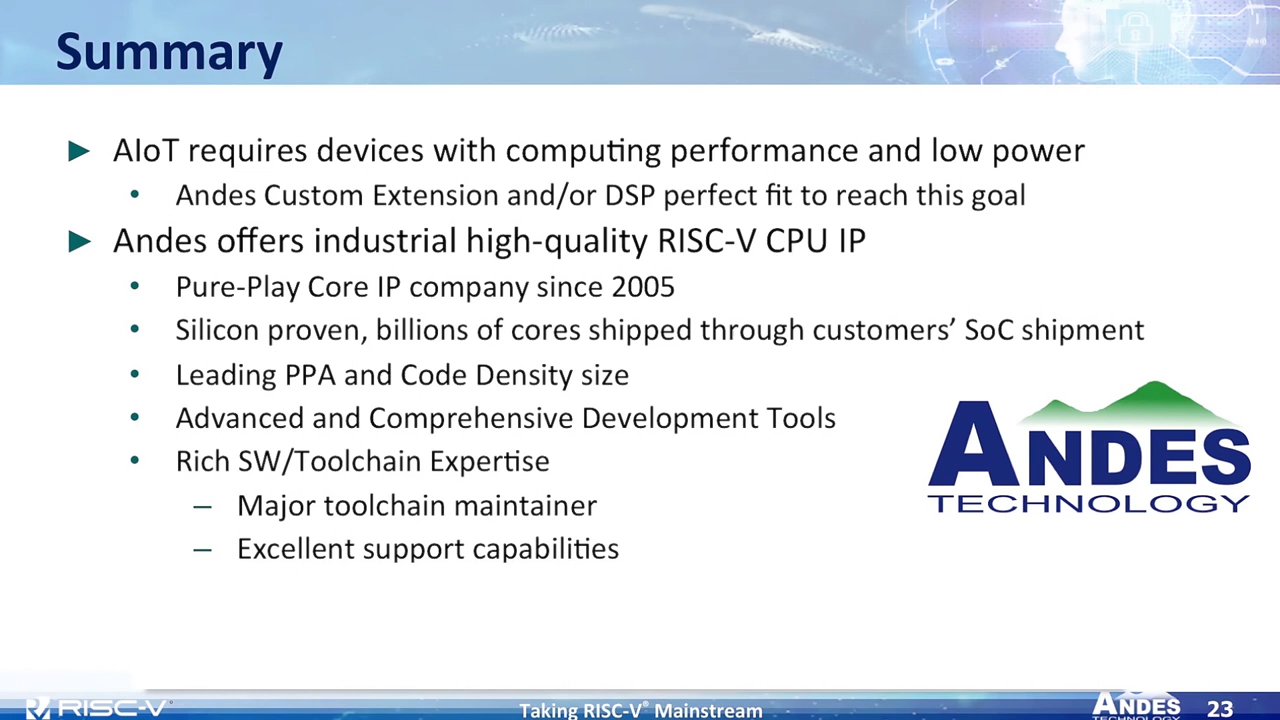 Summary
AIoT requires devices with computing performance and low power
Andes Custom Extension and/or DSP perfect fit to reach this goal
Andes offers industrial high-quality RISC-V CPU IP
Pure-Play Core IP company since 2005
Silicon proven, billions of cores shipped through customers’ SoC shipment
Leading PPA and Code Density size
Advanced and Comprehensive Development Tools
Rich SW/Toolchain Expertise
– Major toolchain maintainer
– Excellent support capabilities
ANDES
TECHNOLOGY
RISC-V
Taking RISC-V® Mainstream
ANDES
TECHNOLOGY
23